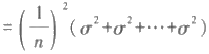 = ( 1/n )² ( σ² + σ² + ⋯ + σ² )